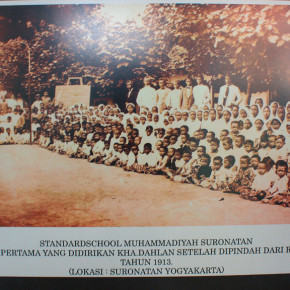 STANDARDSCHOOL MUHAMMADIYAH SURONATAN
PERTAMA YANG DIDIRIKAN KHA.DAHLAN SETELAH DIPINDAH DARI
TAHUN 1913.
(LOKASI : SURONATAN YOGYAKARTA)